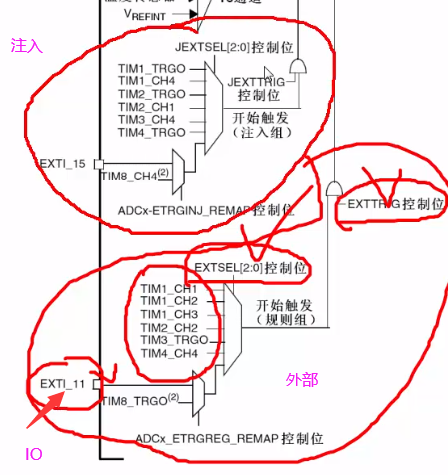 V_REFINT
注入
JEXTSEL[2:0]控制位
TIM1_TRGO
TIM1_CH4
TIM2_TRGO
TIM2_CH1
TIM3_CH4
TIM4_TRGO
JEXTTRIG
控制位
开始触发
(注入组)
EXTI_15
TIM8_CH4(2)
ADCx-ETRGINJ_REMAP控制位
EXTTRIG控制位
EXTSEL[2:0]控制位
TIM1_CH1
TIM1_CH2
TIM1_CH3
TIM2_CH2
TIM3_TRGO
TIM4_CH4
开始触发
(规则组)
外部
EXTI_11
TIM8_TRGO(2)
IO
ADCx_ETRGREG_REMAP控制位